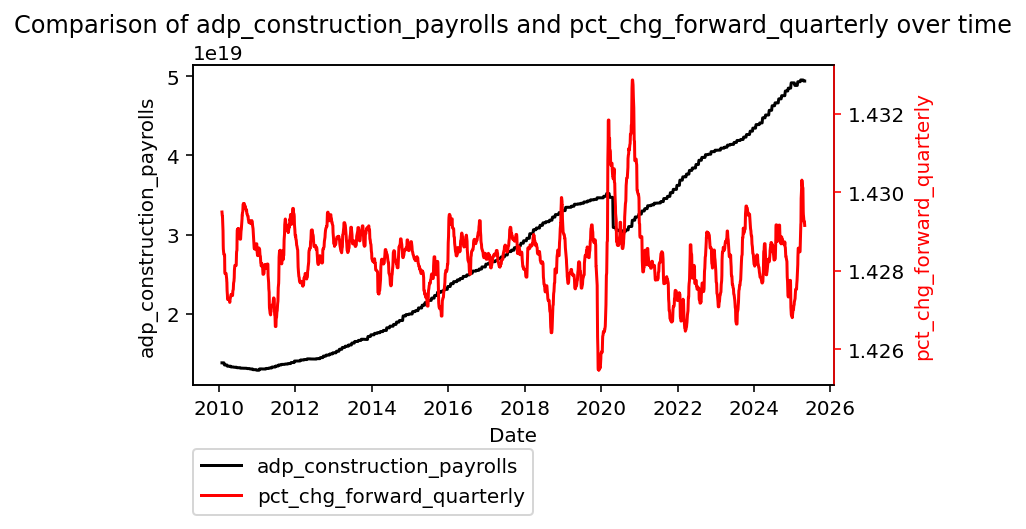 Comparison of adp_construction_payrolls and pct_chg_forward_quarterly over time
1e19
5
4
3
2
adp_construction_payrolls
1.432
1.430
1.428
1.426
pct_chg_forward_quarterly
2010 2012 2014 2016 2018 2020 2022 2024 2026
Date
adp_construction_payrolls
pct_chg_forward_quarterly